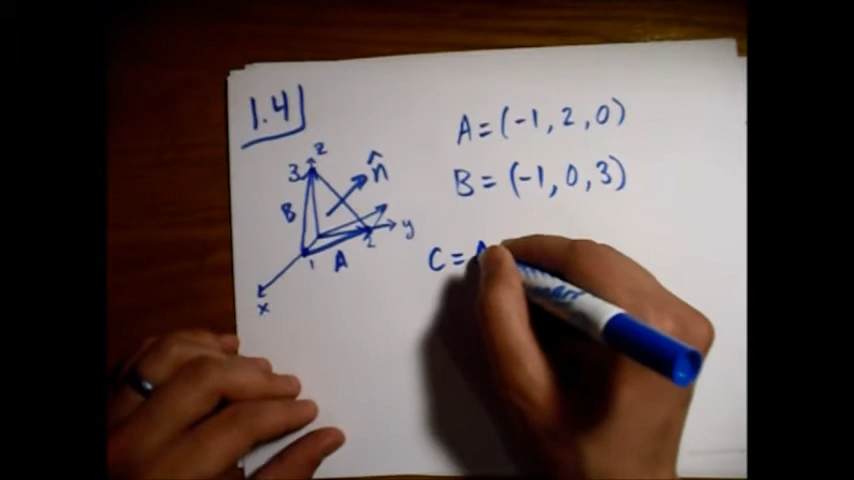 1.4
A = (-1, 2, 0)
z
3
n̂
B = (-1, 0, 3)
B
y
2
1
A
C = A
x